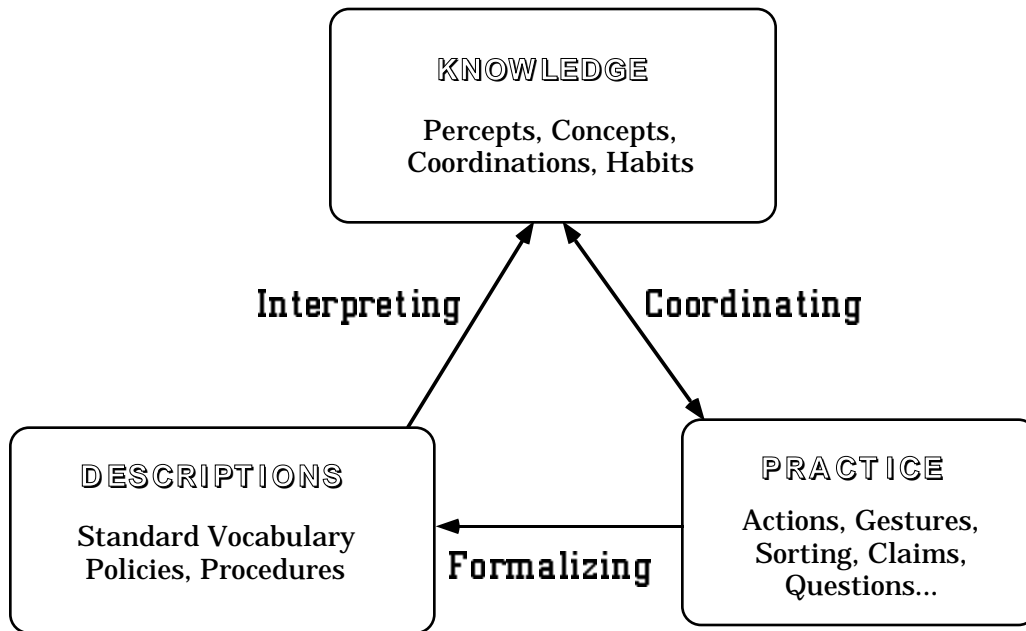 KNOWLEDGE
Percepts, Concepts,
Coordinations, Habits
Interpreting
Coordinating
DESCRIPTIONS
Standard Vocabulary
Policies, Procedures
PRACTICE
Actions, Gestures,
Sorting, Claims,
Questions...
Formalizing